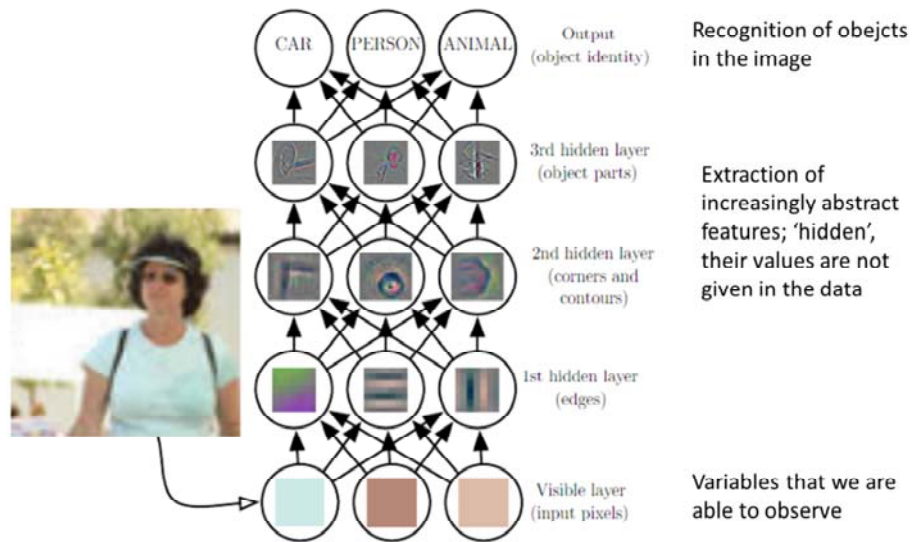 CAR PERSON ANIMAL
Output
(object identity)
Recognition of obejcts
in the image
3rd hidden layer
(object parts)
Extraction of
increasingly abstract
features; ‘hidden’,
their values are not
given in the data
2nd hidden layer
(corners and
contours)
1st hidden layer
(edges)
Visible layer
(input pixels)
Variables that we are
able to observe